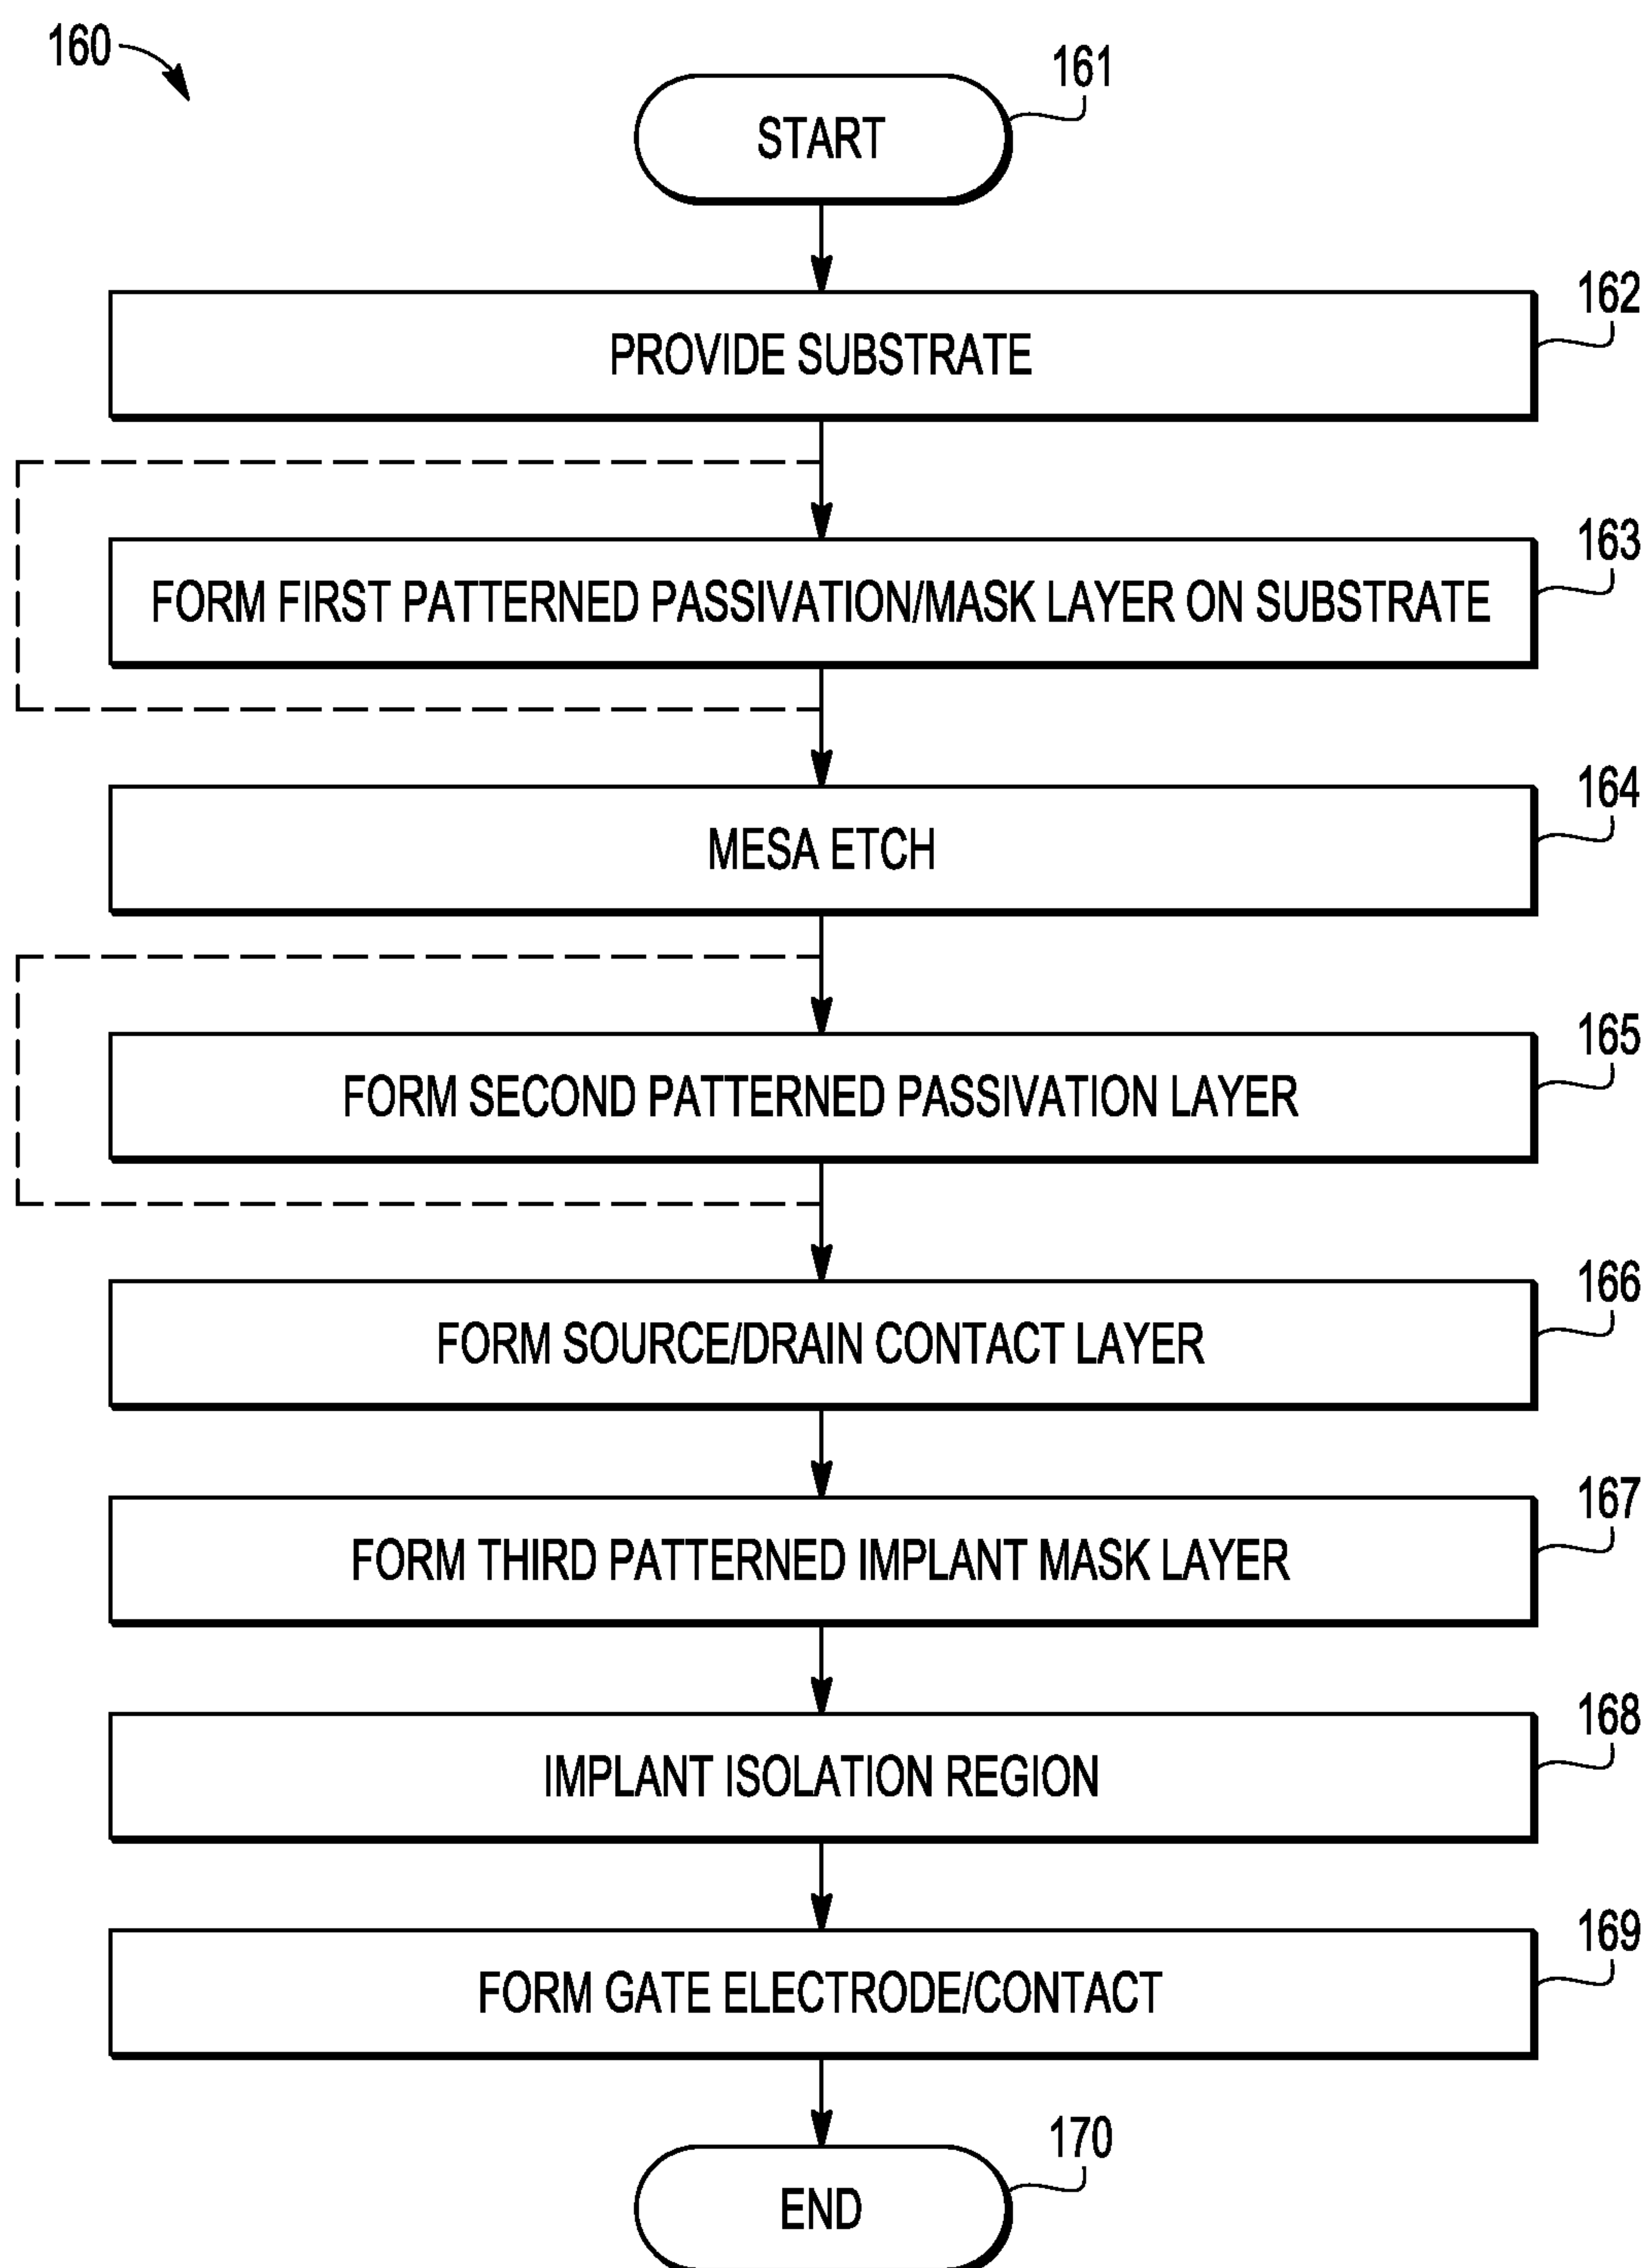 160
161
START
162
PROVIDE SUBSTRATE
163
FORM FIRST PATTERNED PASSIVATION/MASK LAYER ON SUBSTRATE
164
MESA ETCH
165
FORM SECOND PATTERNED PASSIVATION LAYER
166
FORM SOURCE/DRAIN CONTACT LAYER
167
FORM THIRD PATTERNED IMPLANT MASK LAYER
168
IMPLANT ISOLATION REGION
169
FORM GATE ELECTRODE/CONTACT
170
END